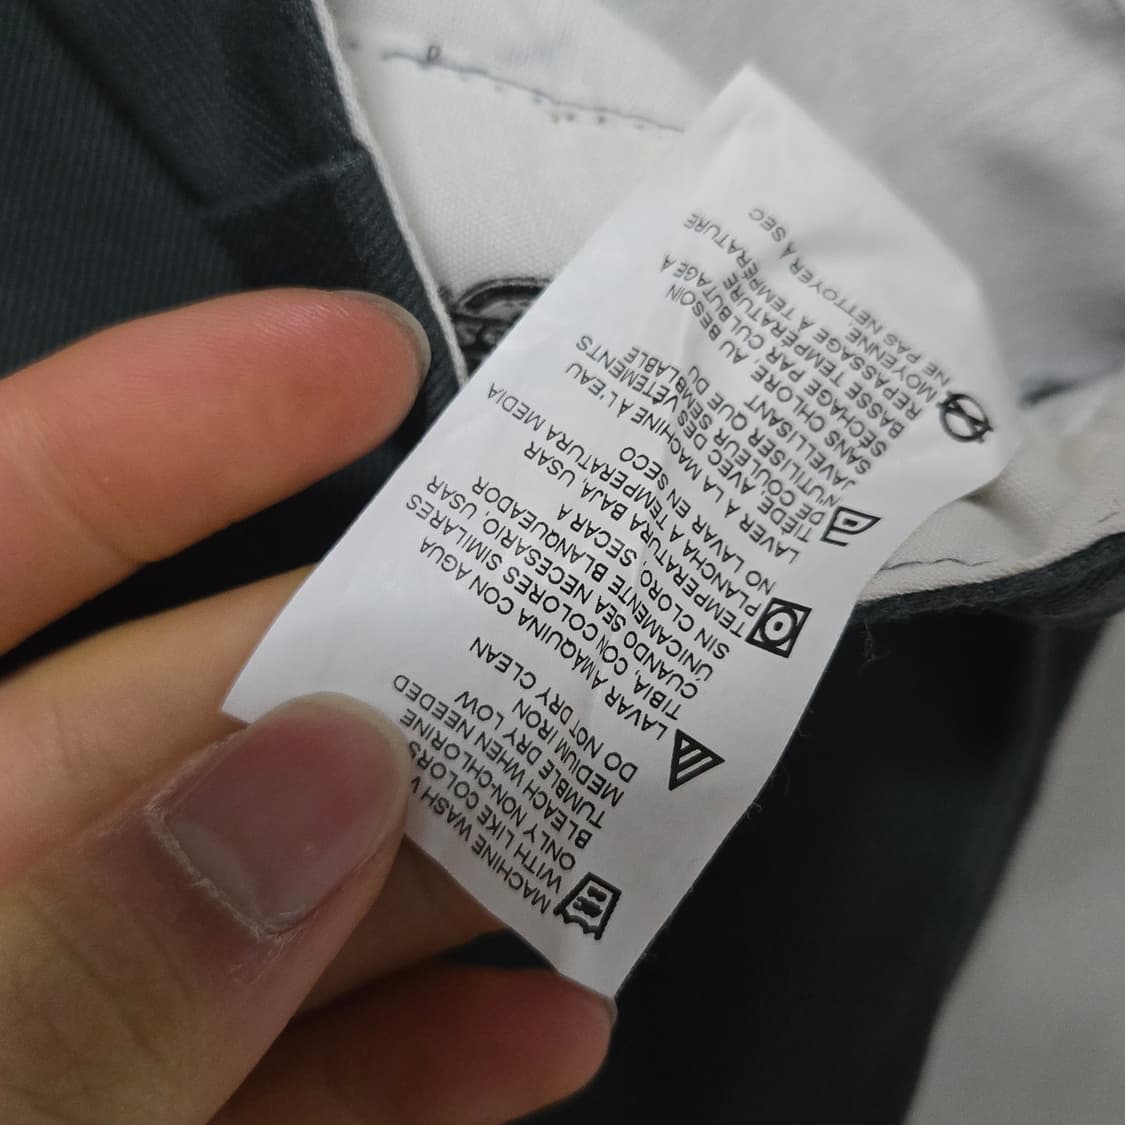 MACHINE WASH
WITH LIKE COLORS
ONLY NON-CHLORINE
BLEACH WHEN NEEDED
TUMBLE DRY LOW
MEDIUM IRON
DO NOT DRY CLEAN
LAVAR A MÁQUINA CON AGUA
TIBIA, CON COLORES SIMILARES
CUANDO SEA NECESARIO, USAR
ÚNICAMENTE BLANQUEADOR
SIN CLORO, SECAR A
TEMPERATURA BAJA, USAR
PLANCHA A TEMPERATURA MEDIA
NO LAVAR EN SECO
LAVER A LA MACHINE A L'EAU
TIÈDE, AVEC DES VÊTEMENTS
DE COULEUR SEMBLABLE
N'UTILISER QUE DU
JAVELLISANT
SANS CHLORE, AU BESOIN
SÉCHAGE PAR CULBUTAGE A
BASSE TEMPÉRATURE
REPASSAGE A TEMPÉRATURE
MOYENNE.
NE PAS NETTOYER A SEC